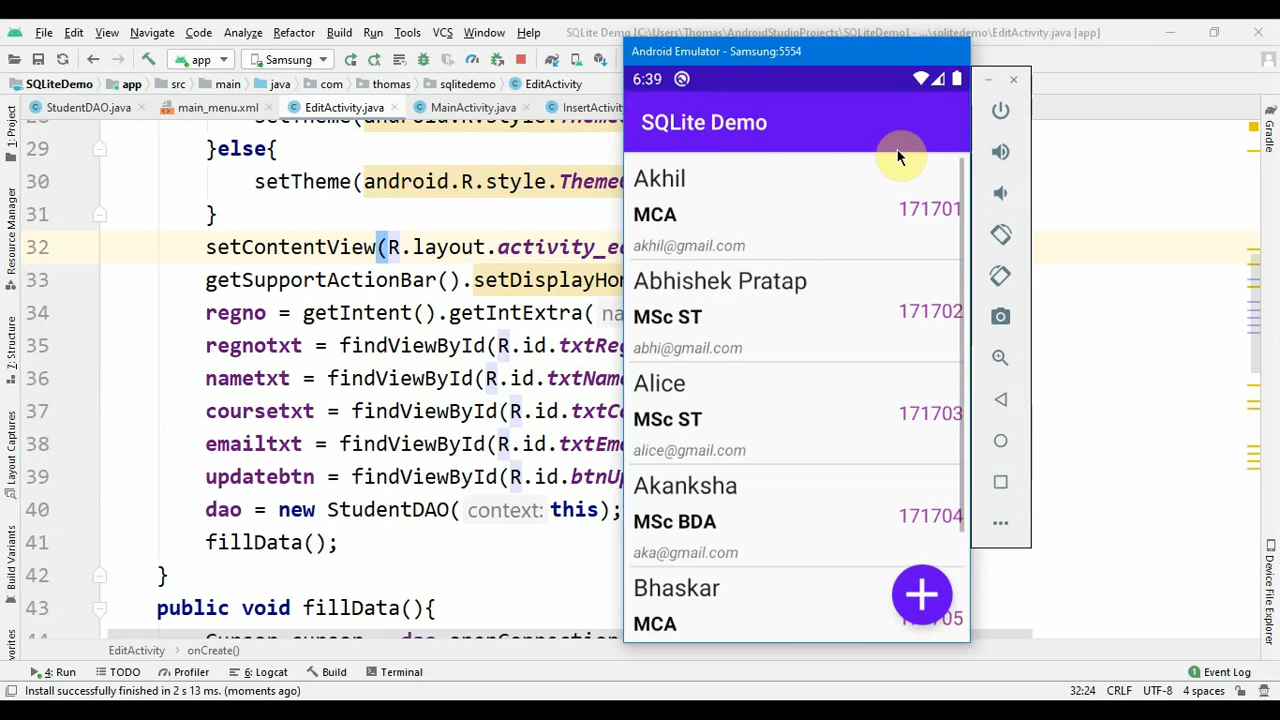 File Edit View Navigate Code Analyze Refactor Build Run Tools VCS Window Help SQLite Demo [C:\Users\Thomas\AndroidStudioProjects\SQLiteDemo] - ...\sqlitedemo\EditActivity.java [app]
app Samsung
SQLiteDemo app src main java com thomas sqlitedemo EditActivity
StudentDAO.java main_menu.xml EditActivity.java MainActivity.java InsertActivity
29 }else{
30 setTheme(android.R.style.Theme
31 }
32 setContentView(R.layout.activity_e
33 getSupportActionBar().setDisplayHo
34 regno = getIntent().getIntExtra( na
35 regnotxt = findViewById(R.id.txtReg
36 nametxt = findViewById(R.id.txtName
37 coursetxt = findViewById(R.id.txtCo
38 emailtxt = findViewById(R.id.txtEma
39 updatebtn = findViewById(R.id.btnUp
40 dao = new StudentDAO( context: this);
41 fillData();
42 }
43 public void fillData(){
EditActivity onCreate()
4: Run TODO Profiler 6: Logcat Build Terminal
1 Event Log
Install successfully finished in 2 s 13 ms. (moments ago)
32:24 CRLF UTF-8 4 spaces
1: Project
Resource Manager
Z: Structure
Layout Captures
Build Variants
Gradle
Device File Explorer
Android Emulator - Samsung:5554
6:39
SQLite Demo
Akhil
MCA 171701
akhil@gmail.com
Abhishek Pratap
MSc ST 171702
abhi@gmail.com
Alice
MSc ST 171703
alice@gmail.com
Akanksha
MSc BDA 171704
aka@gmail.com
Bhaskar
MCA 05